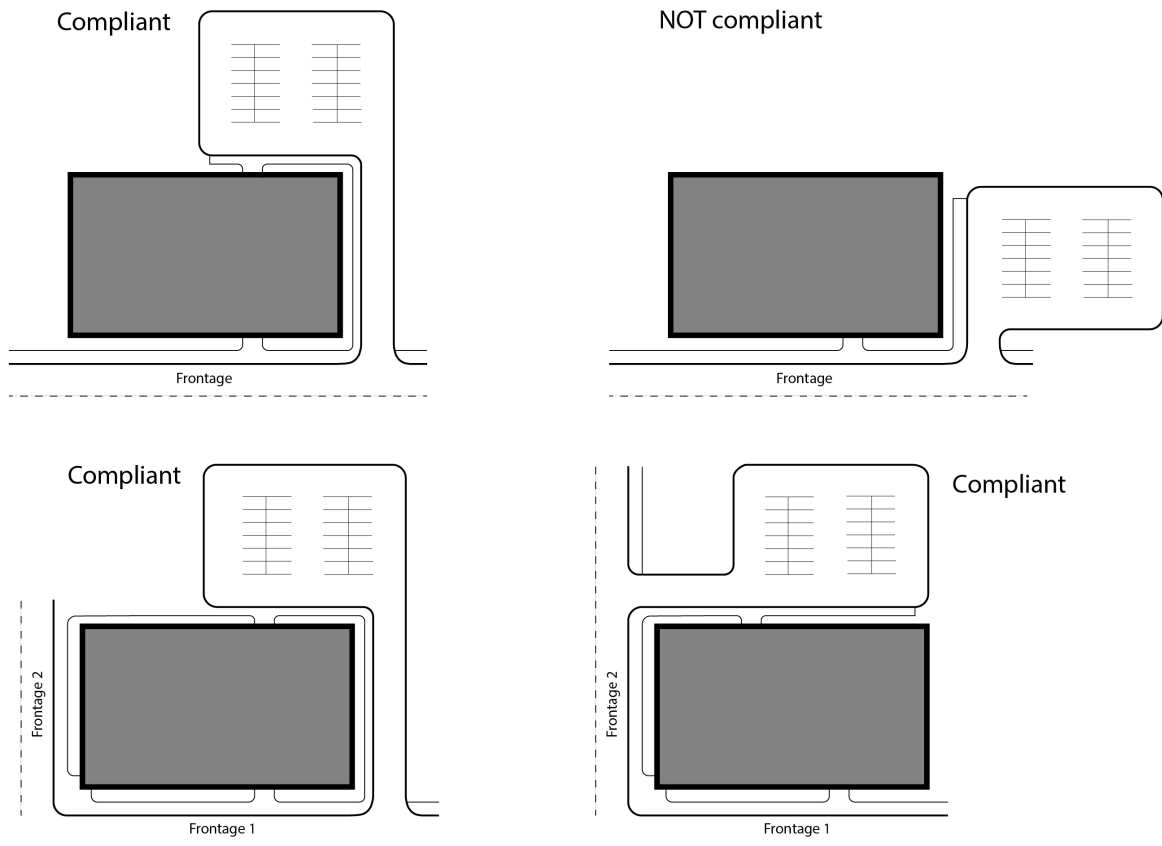 Compliant
NOT compliant
Frontage
Frontage
Compliant
Compliant
Frontage 2
Frontage 2
Frontage 1
Frontage 1